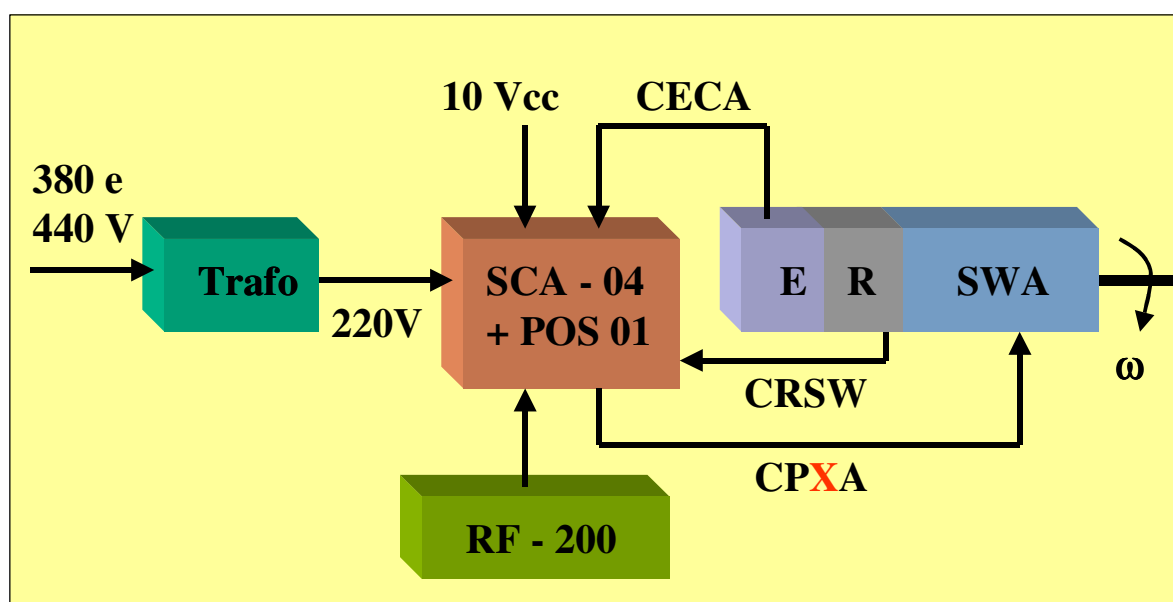 10 Vcc
CECA
380 e
440 V
Trafo
220V
SCA - 04
+ POS 01
E
R
SWA
ω
CRSW
CPXA
RF - 200